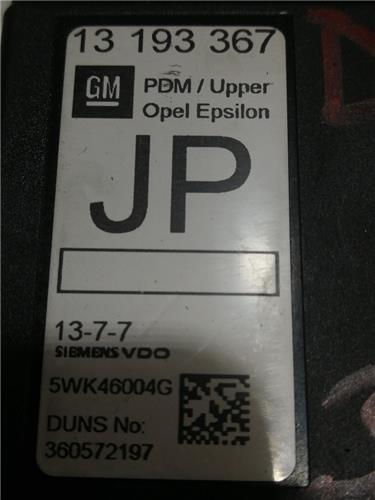 13 193 367
GM PDM / Upper
Opel Epsilon
JP
13-7-7
SIEMENS VDO
5WK46004G
DUNS No:
360572197